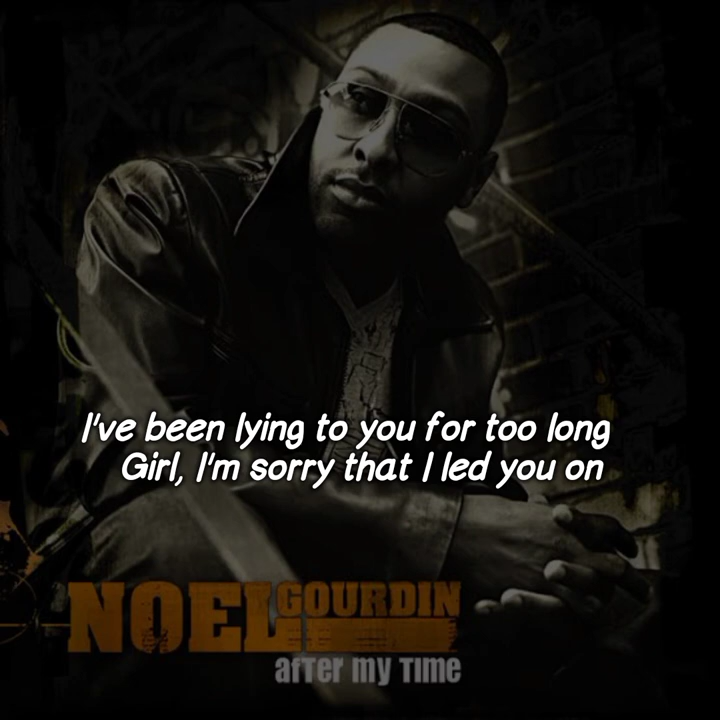 I've been lying to you for too long
Girl, I'm sorry that I led you on
NOEL GOURDIN
after my time